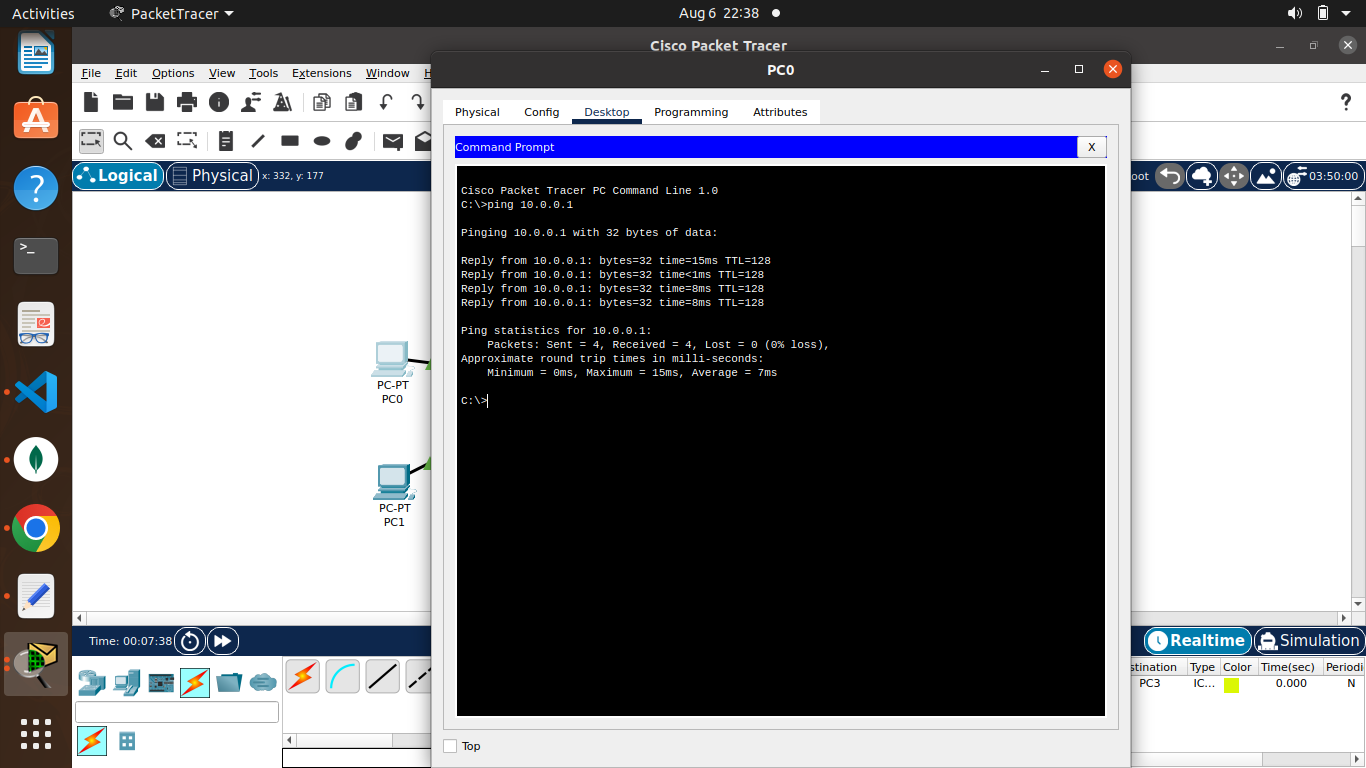 Activities
PacketTracer
Aug 6 22:38
Cisco Packet Tracer
PC0
File Edit Options View Tools Extensions Window H
Physical Config Desktop Programming Attributes
Command Prompt
X
Logical
Physical
x: 332, y: 177
oot
03:50:00
Cisco Packet Tracer PC Command Line 1.0
C:\>ping 10.0.0.1
Pinging 10.0.0.1 with 32 bytes of data:
Reply from 10.0.0.1: bytes=32 time=15ms TTL=128
Reply from 10.0.0.1: bytes=32 time<1ms TTL=128
Reply from 10.0.0.1: bytes=32 time=8ms TTL=128
Reply from 10.0.0.1: bytes=32 time=8ms TTL=128
Ping statistics for 10.0.0.1:
Packets: Sent = 4, Received = 4, Lost = 0 (0% loss),
Approximate round trip times in milli-seconds:
Minimum = 0ms, Maximum = 15ms, Average = 7ms
C:\>
PC-PT
PC0
PC-PT
PC1
Time: 00:07:38
Realtime
Simulation
stination Type Color Time(sec) Periodi
PC3 IC... 0.000 N
Top